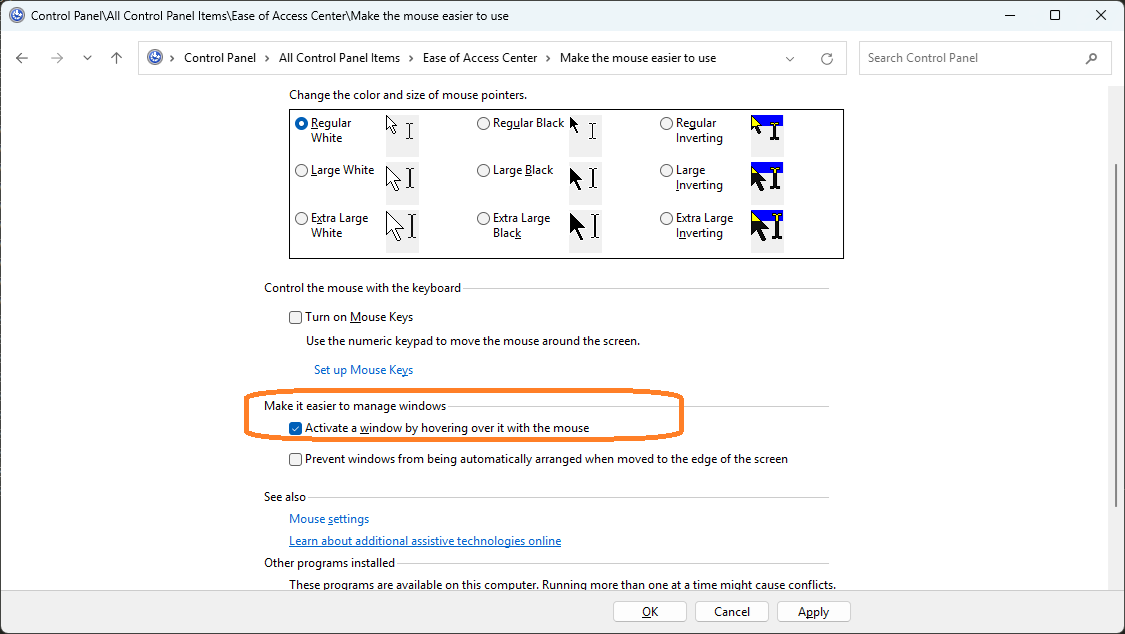 Control Panel\All Control Panel Items\Ease of Access Center\Make the mouse easier to use
Control Panel > All Control Panel Items > Ease of Access Center > Make the mouse easier to use
Search Control Panel
Change the color and size of mouse pointers.
Regular White
Regular Black
Regular Inverting
Large White
Large Black
Large Inverting
Extra Large White
Extra Large Black
Extra Large Inverting
Control the mouse with the keyboard
Turn on Mouse Keys
Use the numeric keypad to move the mouse around the screen.
Set up Mouse Keys
Make it easier to manage windows
Activate a window by hovering over it with the mouse
Prevent windows from being automatically arranged when moved to the edge of the screen
See also
Mouse settings
Learn about additional assistive technologies online
Other programs installed
These programs are available on this computer. Running more than one at a time might cause conflicts.
OK
Cancel
Apply